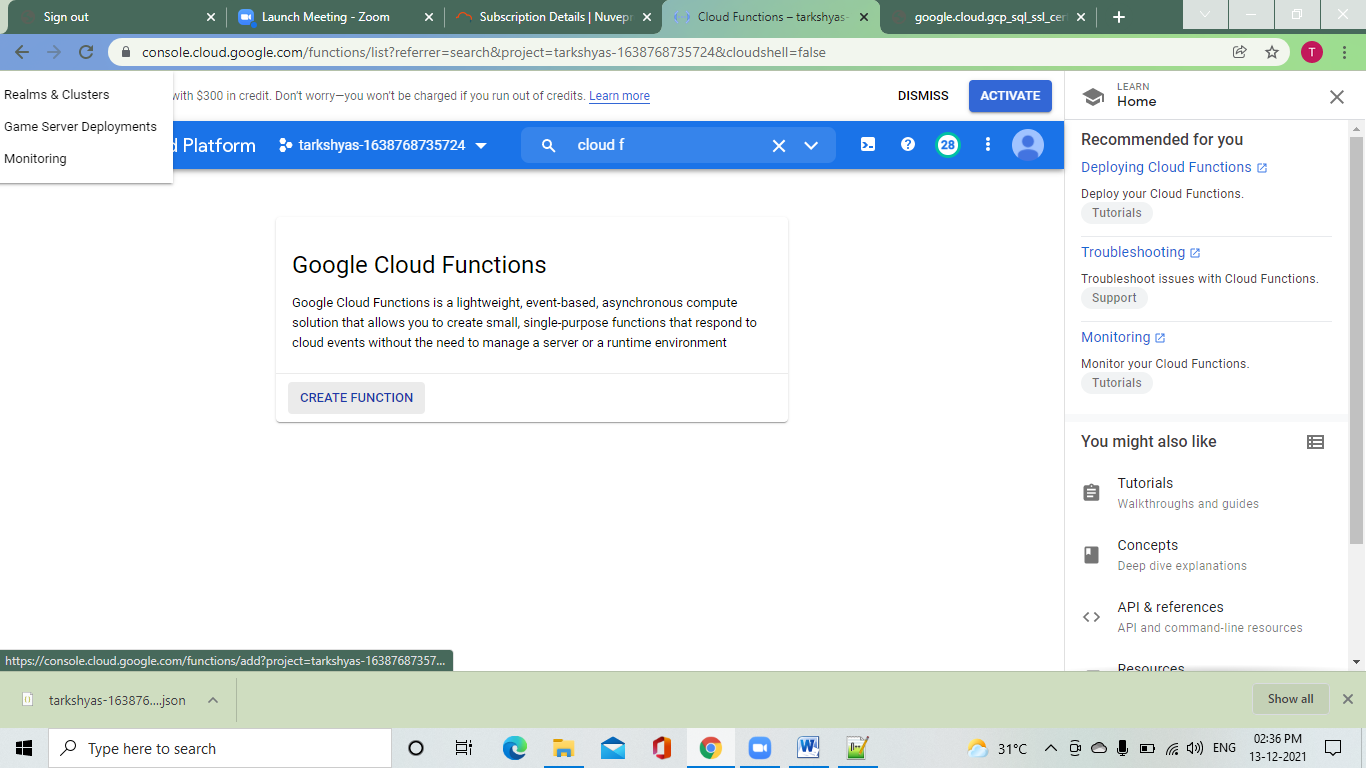 Sign out
Launch Meeting - Zoom
Subscription Details | Nuvepr
Cloud Functions – tarkshyas-
google.cloud.gcp_sql_ssl_cer
console.cloud.google.com/functions/list?referrer=search&project=tarkshyas-1638768735724&cloudshell=false
T
Realms & Clusters
Game Server Deployments
Monitoring
with $300 in credit. Don't worry—you won't be charged if you run out of credits. Learn more
DISMISS
ACTIVATE
d Platform
tarkshyas-1638768735724
cloud f
28
Google Cloud Functions
Google Cloud Functions is a lightweight, event-based, asynchronous compute
solution that allows you to create small, single-purpose functions that respond to
cloud events without the need to manage a server or a runtime environment
CREATE FUNCTION
LEARN
Home
Recommended for you
Deploying Cloud Functions
Deploy your Cloud Functions.
Tutorials
Troubleshooting
Troubleshoot issues with Cloud Functions.
Support
Monitoring
Monitor your Cloud Functions.
Tutorials
You might also like
Tutorials
Walkthroughs and guides
Concepts
Deep dive explanations
API & references
API and command-line resources
Resources
https://console.cloud.google.com/functions/add?project=tarkshyas-16387687357...
tarkshyas-163876....json
Show all
Type here to search
31°C
ENG
02:36 PM
13-12-2021